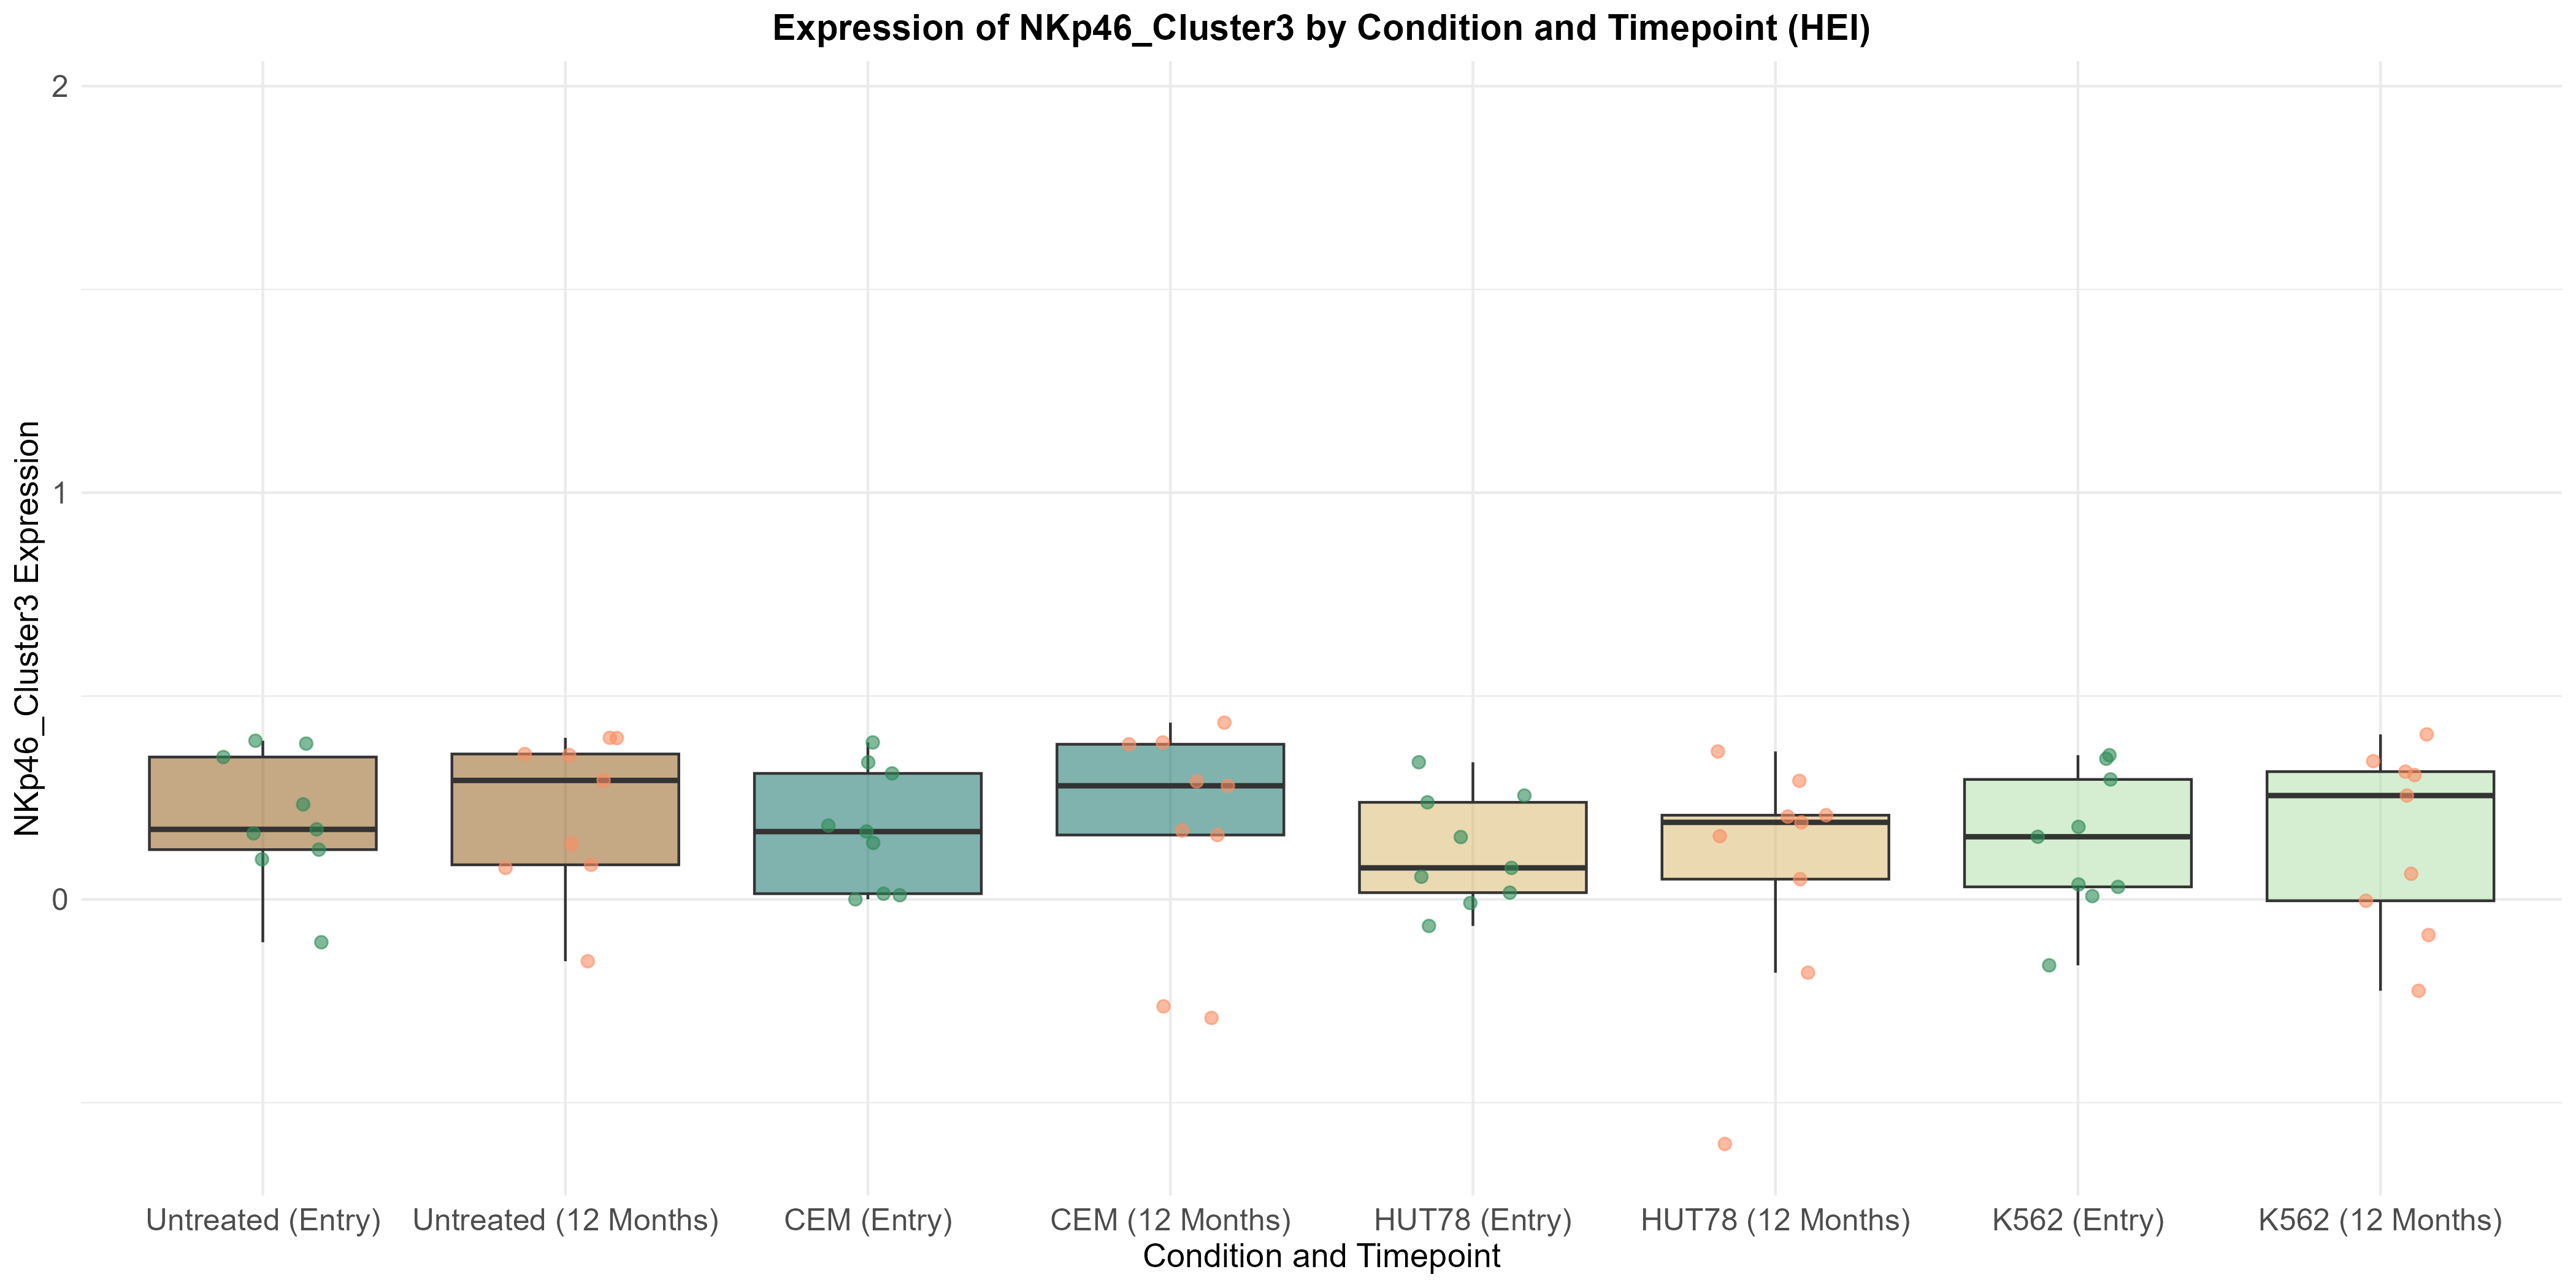 Expression of NKp46_Cluster3 by Condition and Timepoint (HEI)
NKp46_Cluster3 Expression
2
1
0
Untreated (Entry)
Untreated (12 Months)
CEM (Entry)
CEM (12 Months)
HUT78 (Entry)
HUT78 (12 Months)
K562 (Entry)
K562 (12 Months)
Condition and Timepoint